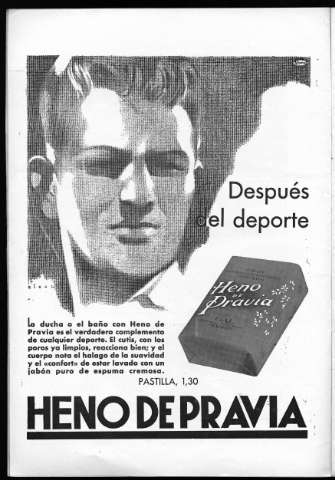 Después
del deporte
Heno
de
Pravia
La ducha o el baño con Heno de
Pravia es el verdadero complemento
de cualquier deporte. El cutis, con los
poros ya limpios, reacciona bien; y el
cuerpo nota el halago de la suavidad
y el «confort» de estar lavado con un
jabón puro de espuma cremosa.
PASTILLA, 1,30
HENO DE PRAVIA